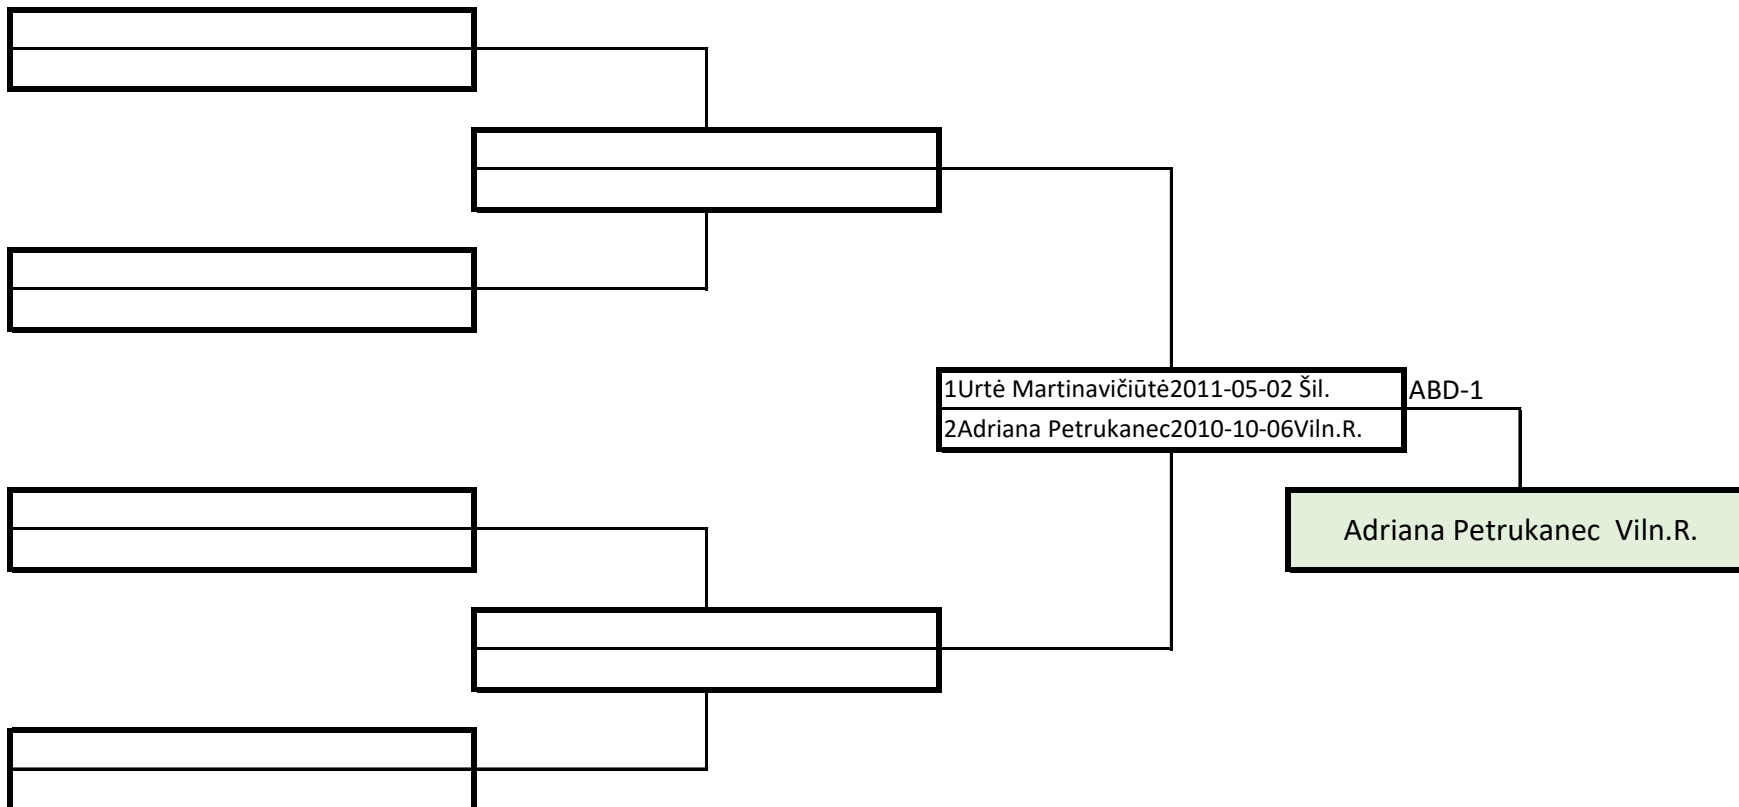 1Urtė Martinavičiūtė2011-05-02 Šil.
ABD-1
2Adriana Petrukanec2010-10-06Viln.R.
Adriana Petrukanec  Viln.R.